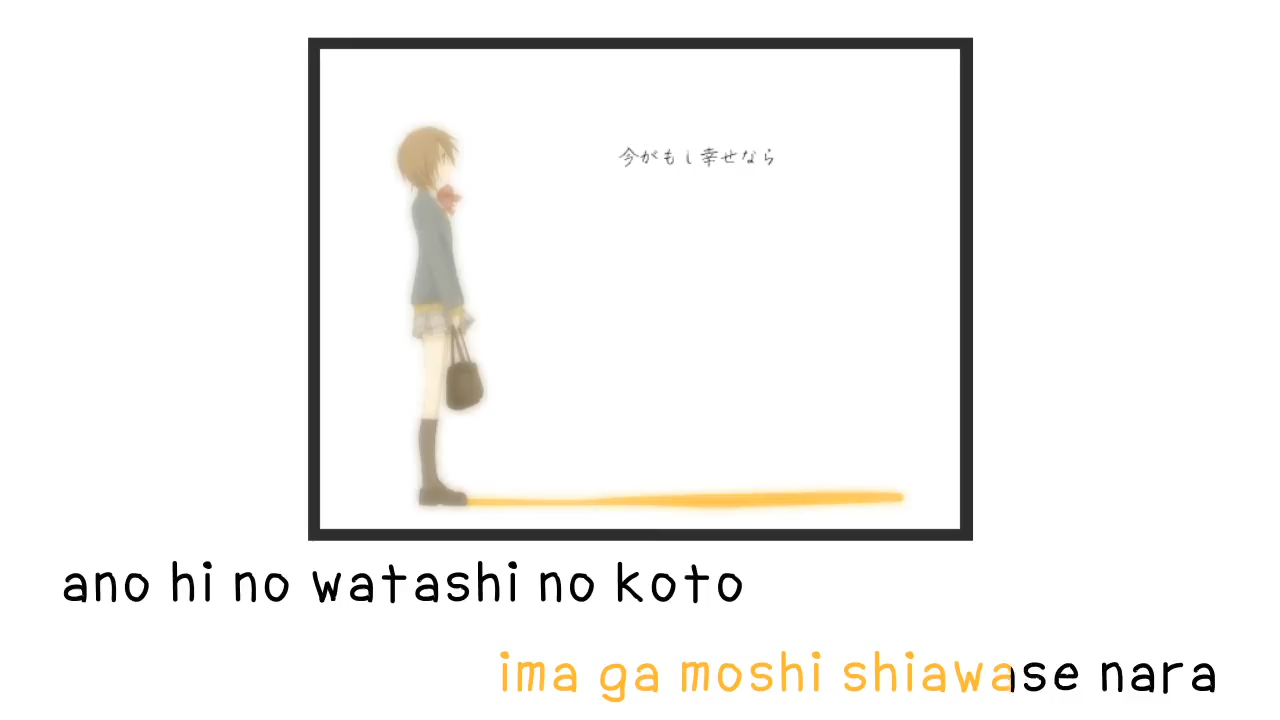 今がもし幸せなら
ano hi no watashi no koto
ima ga moshi shiawase nara